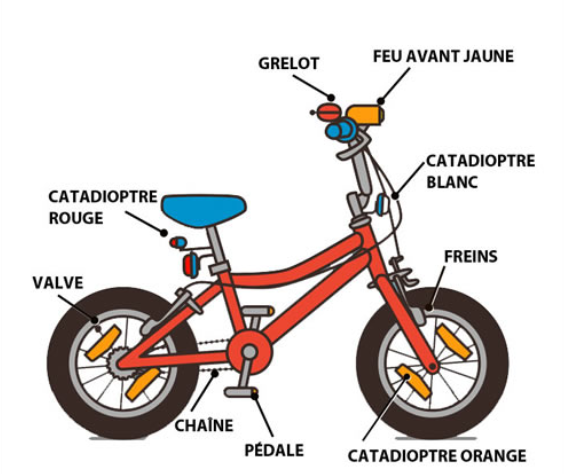 FEU AVANT JAUNE
GRELOT
CATADIOPTRE
BLANC
CATADIOPTRE
ROUGE
FREINS
VALVE
CHAÎNE
PÉDALE
CATADIOPTRE ORANGE